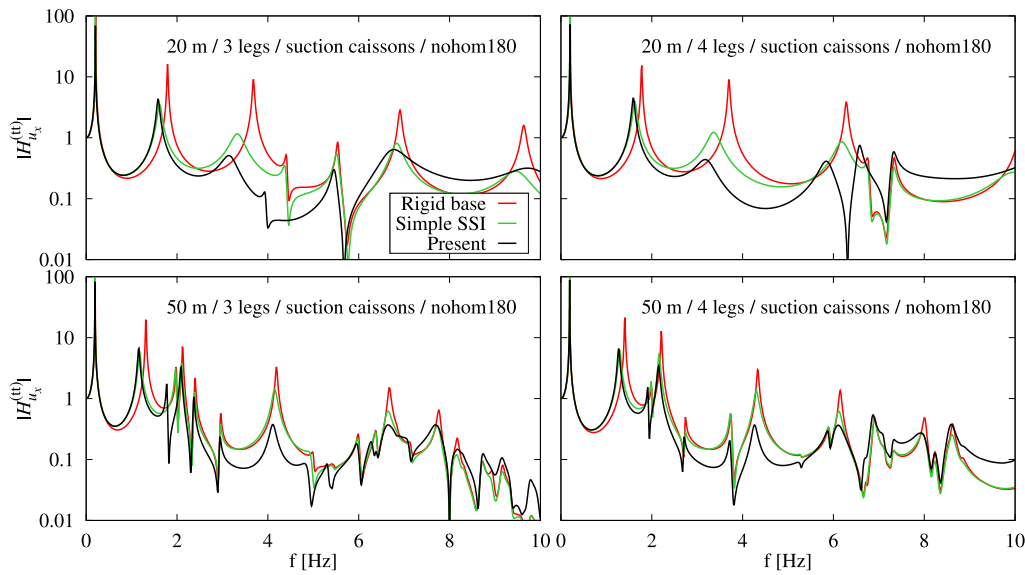 100
10
1
0.1
0.01
|H_{u_x}^{(tt)}|
20 m / 3 legs / suction caissons / nohom180
Rigid base
Simple SSI
Present
20 m / 4 legs / suction caissons / nohom180
100
10
1
0.1
0.01
|H_{u_x}^{(tt)}|
50 m / 3 legs / suction caissons / nohom180
0 2 4 6 8 10
f [Hz]
50 m / 4 legs / suction caissons / nohom180
0 2 4 6 8 10
f [Hz]